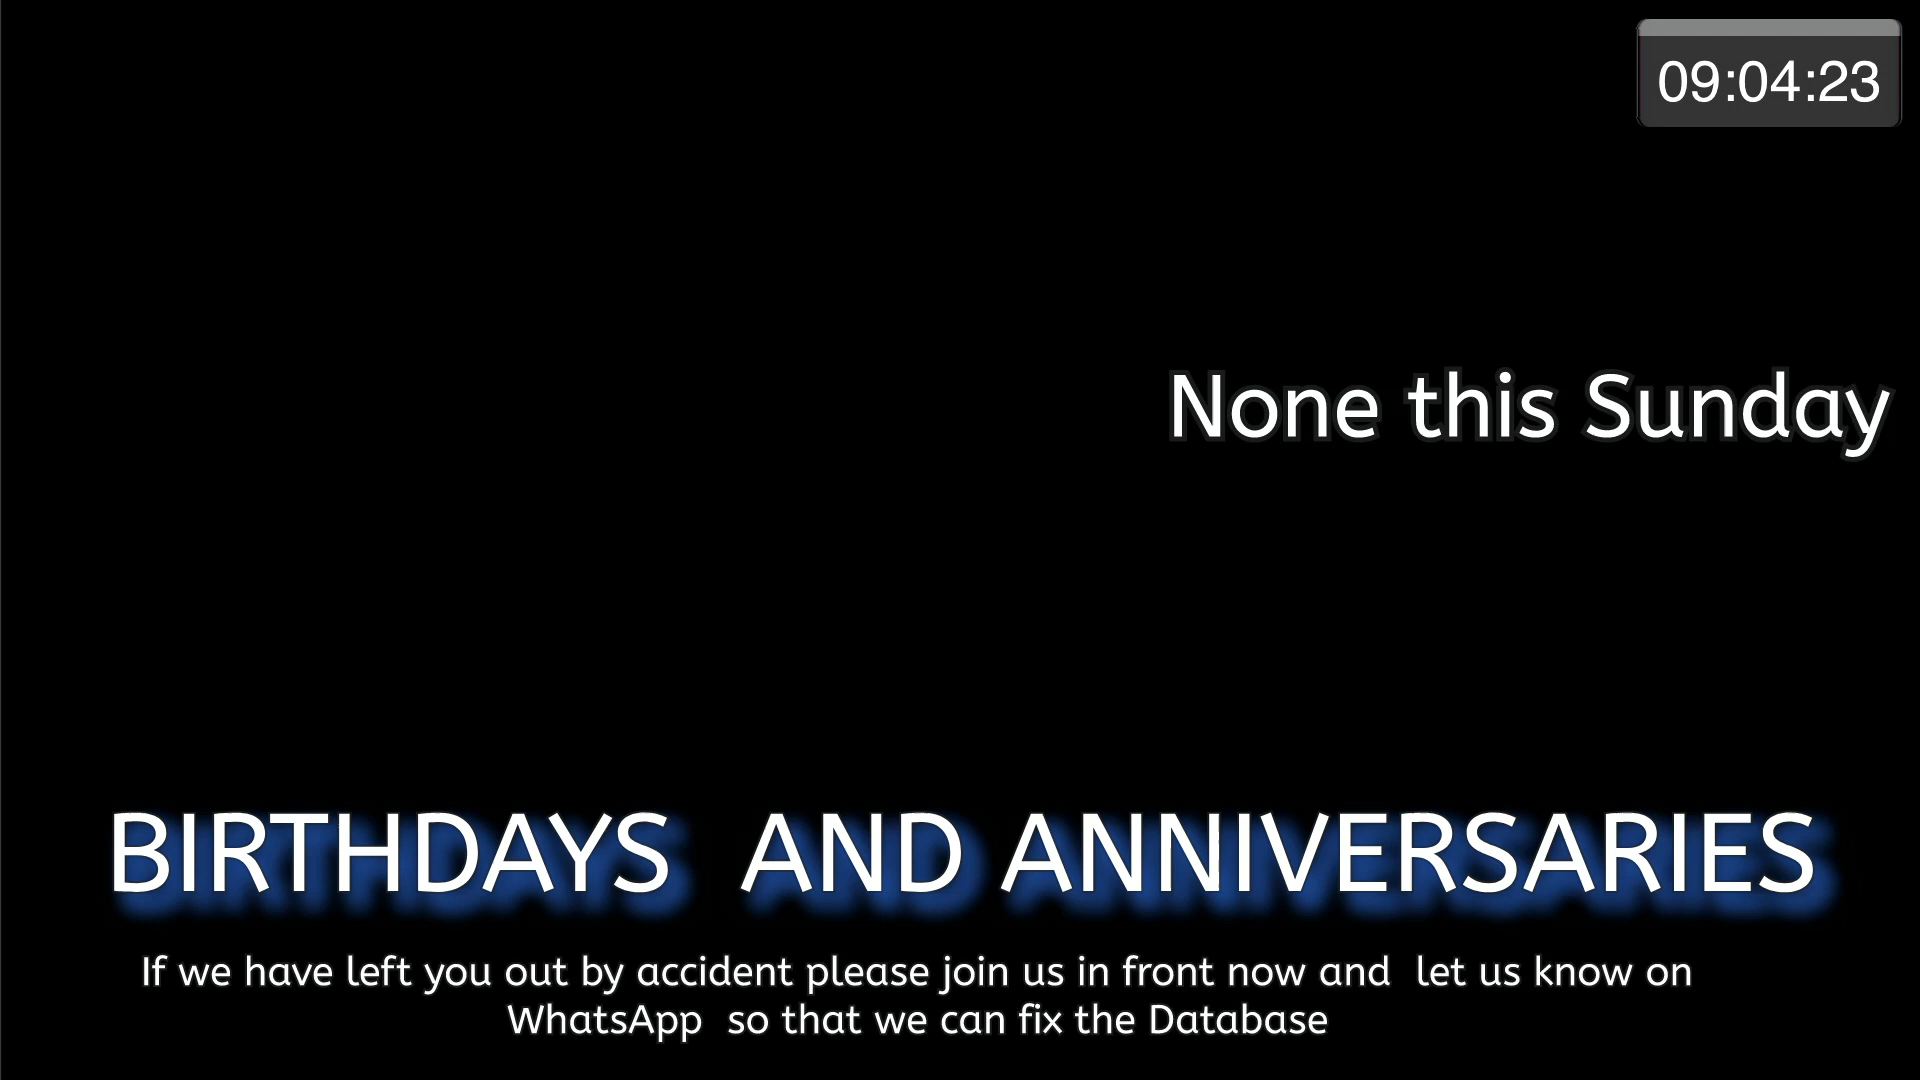 09:04:23
None this Sunday
BIRTHDAYS  AND ANNIVERSARIES
If we have left you out by accident please join us in front now and  let us know on
WhatsApp  so that we can fix the Database